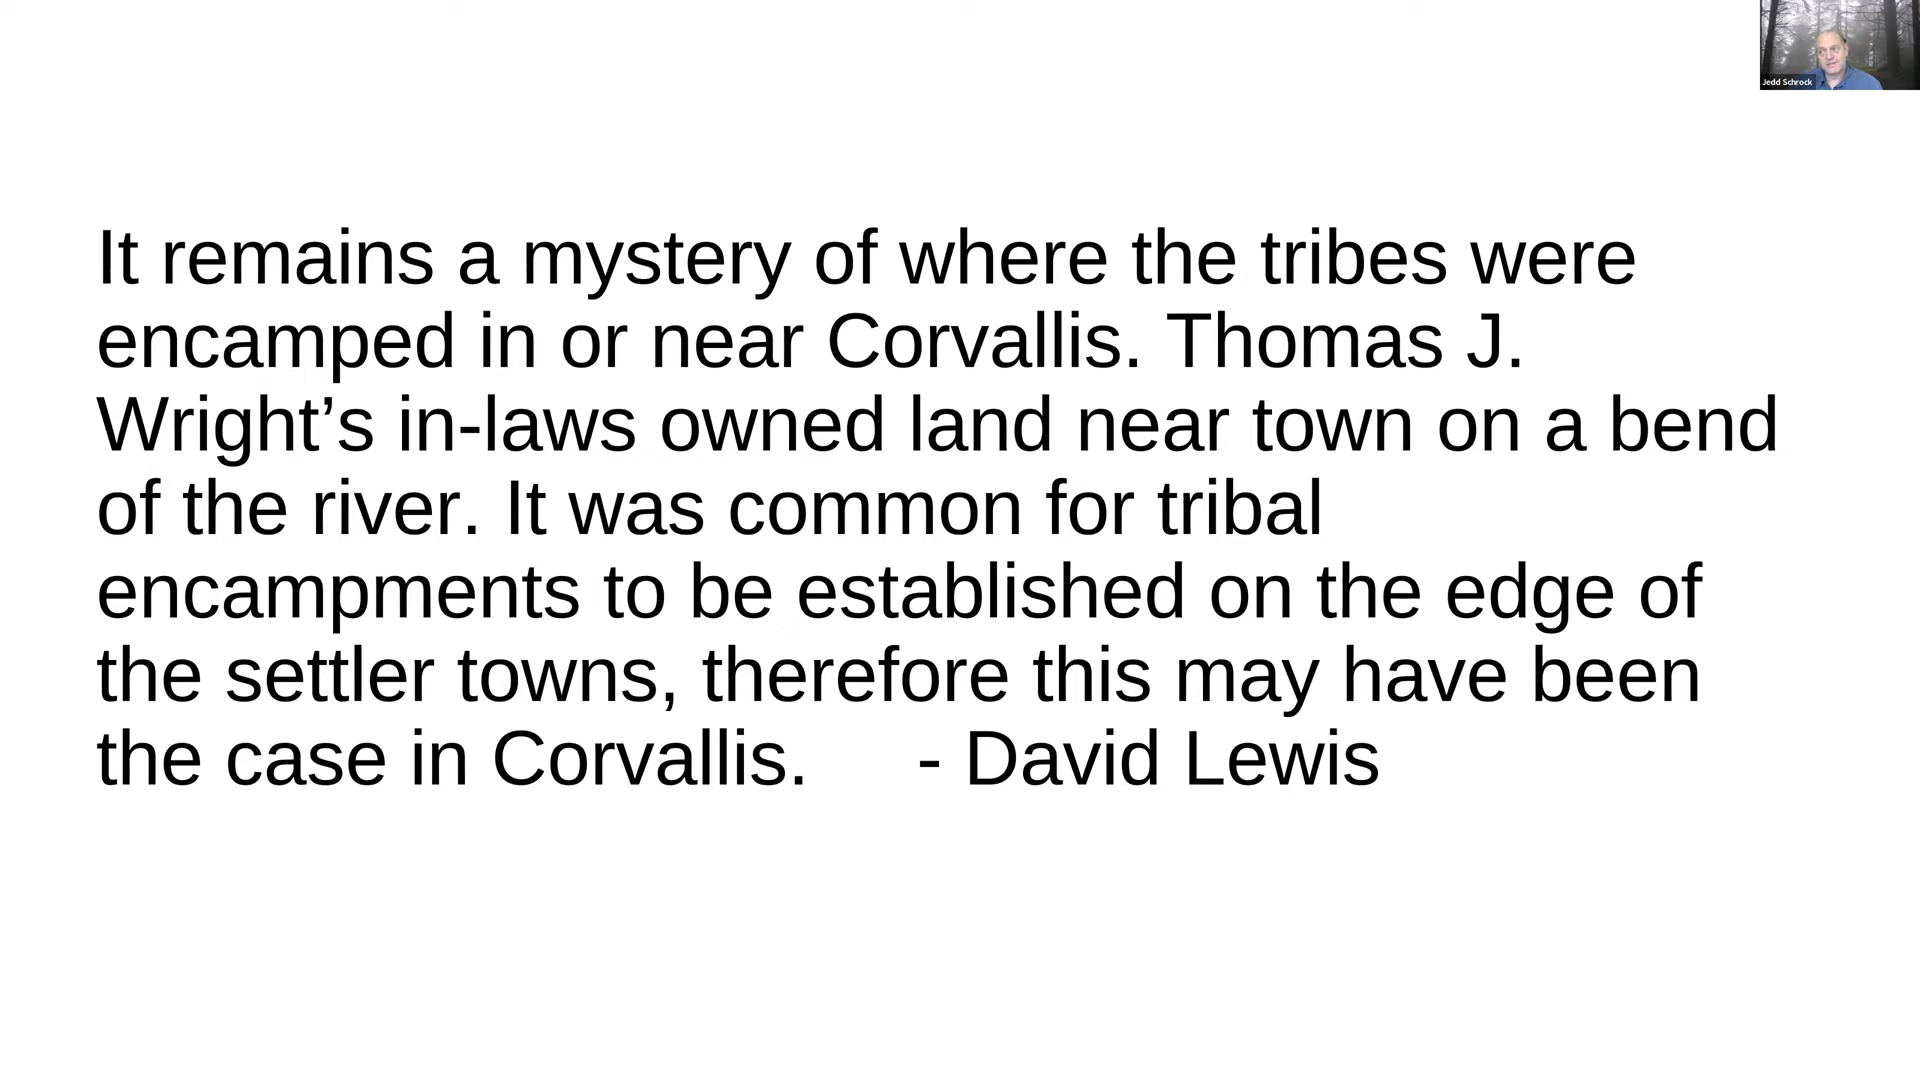 Jedd Schrock
It remains a mystery of where the tribes were
encamped in or near Corvallis. Thomas J.
Wright’s in-laws owned land near town on a bend
of the river. It was common for tribal
encampments to be established on the edge of
the settler towns, therefore this may have been
the case in Corvallis. - David Lewis